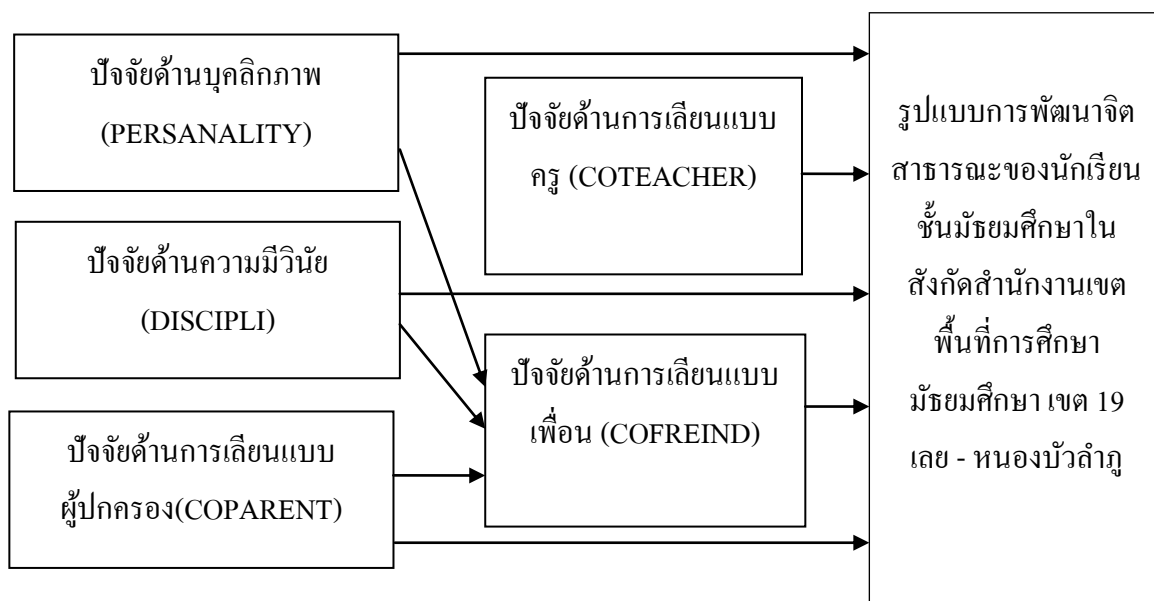 ปัจจัยด้านบุคลิกภาพ
(PERSANALITY)
ปัจจัยด้านความมีวินัย
(DISCIPLI)
ปัจจัยด้านการเลียนแบบ
ผู้ปกครอง(COPARENT)
ปัจจัยด้านการเลียนแบบ
ครู (COTEACHER)
ปัจจัยด้านการเลียนแบบ
เพื่อน (COFREIND)
รูปแบบการพัฒนาจิต
สาธารณะของนักเรียน
ชั้นมัธยมศึกษาใน
สังกัดสำนักงานเขต
พื้นที่การศึกษา
มัธยมศึกษา เขต 19
เลย - หนองบัวลำภู